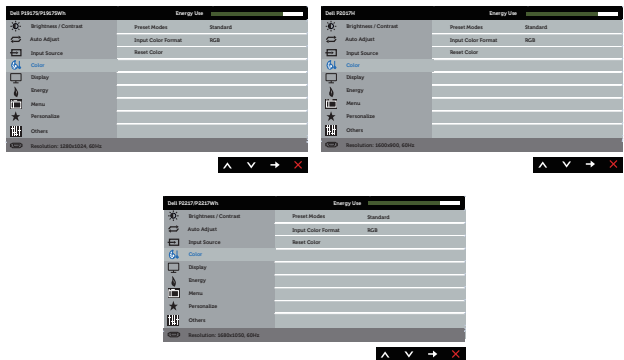 Dell P1917S/P1917SWh Energy Use
Brightness / Contrast Preset Modes Standard
Auto Adjust Input Color Format RGB
Input Source Reset Color
Color
Display
Energy
Menu
Personalize
Others
Resolution: 1280x1024, 60Hz
Dell P2017H Energy Use
Brightness / Contrast Preset Modes Standard
Auto Adjust Input Color Format RGB
Input Source Reset Color
Color
Display
Energy
Menu
Personalize
Others
Resolution: 1600x900, 60Hz
Dell P2217/P2217Wh Energy Use
Brightness / Contrast Preset Modes Standard
Auto Adjust Input Color Format RGB
Input Source Reset Color
Color
Display
Energy
Menu
Personalize
Others
Resolution: 1680x1050, 60Hz